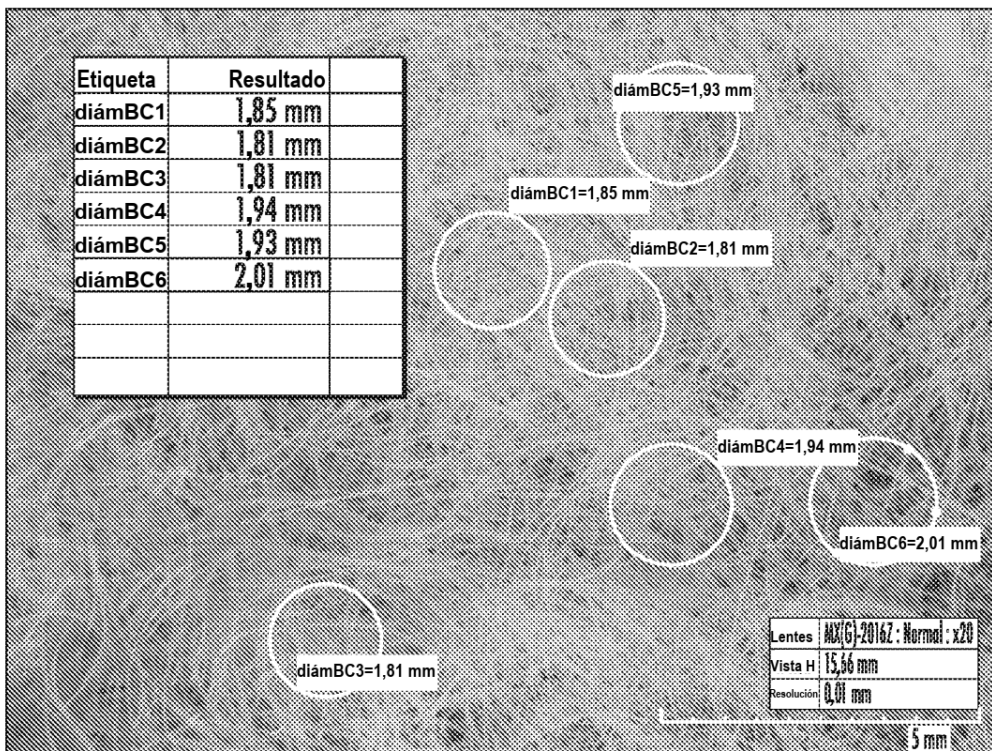 Etiqueta Resultado
diámBC1 1,85 mm
diámBC2 1,81 mm
diámBC3 1,81 mm
diámBC4 1,94 mm
diámBC5 1,93 mm
diámBC6 2,01 mm
diámBC5=1,93 mm
diámBC1=1,85 mm
diámBC2=1,81 mm
diámBC4=1,94 mm
diámBC6=2,01 mm
diámBC3=1,81 mm
Lentes MX(G)-2016Z : Normal : x20
Vista H 15,66 mm
Resolución 0,01 mm
5 mm